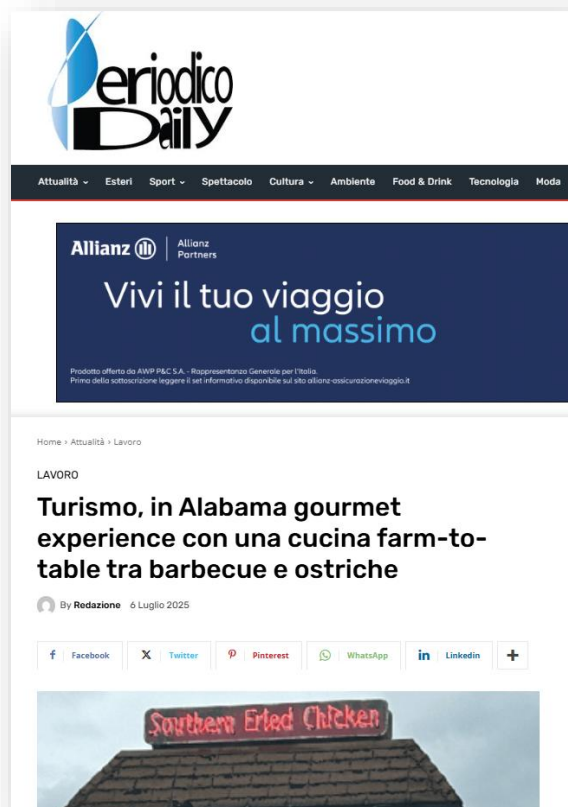 Periodico
Daily
Attualità Esteri Sport Spettacolo Cultura Ambiente Food & Drink Tecnologia Moda
Allianz Allianz
Partners
Vivi il tuo viaggio
al massimo
Prodotto offerto da AWP P&C S.A. - Rappresentanza Generale per l'Italia.
Prima della sottoscrizione leggere il set informativo disponibile sul sito allianz-assicurazioneviaggio.it
Home › Attualità › Lavoro
LAVORO
Turismo, in Alabama gourmet
experience con una cucina farm-to-
table tra barbecue e ostriche
By Redazione 6 Luglio 2025
Facebook Twitter Pinterest WhatsApp Linkedin +
Southern Fried Chicken